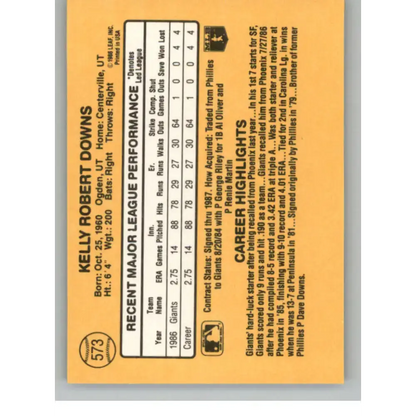 573
KELLY ROBERT DOWNS
Born: Oct. 25, 1960 Ogden, UT Home: Centerville, UT
Ht.: 6' 4" Wgt.: 200 Bats: Right Throws: Right
© 1986 LEAF, INC.
Printed in USA
RECENT MAJOR LEAGUE PERFORMANCE
*Denotes
Led League
Team Inn. Er. Strike Comp. Shut
Year Name ERA Games Pitched Hits Runs Runs Walks Outs Games Outs Save Won Lost
1986 Giants 2.75 14 88 78 29 27 30 64 1 0 0 4 4
Career 2.75 14 88 78 29 27 30 64 1 0 0 4 4
Contract Status: Signed thru 1987. How Acquired: Traded from Phillies
to Giants 6/20/84 with P George Riley for 1B Al Oliver and
P Renie Martin
MLB
CAREER HIGHLIGHTS
Giants' hard-luck starter after being recalled from Phoenix last year...In his 1st 7 starts for SF,
Giants scored only 9 runs and hit .190 as a team...Giants recalled him from Phoenix 7/27/86
after he had compiled 8-5 record and 3.42 ERA at triple A...Was both starter and reliever at
Phoenix in '85, finishing with 9-10 record and 4.01 ERA...Tied for 2nd in Carolina Lg. in wins
when he was 13-7 at Peninsula in '81...Signed originally by Phillies in '79...Brother of former
Phillies P Dave Downs.